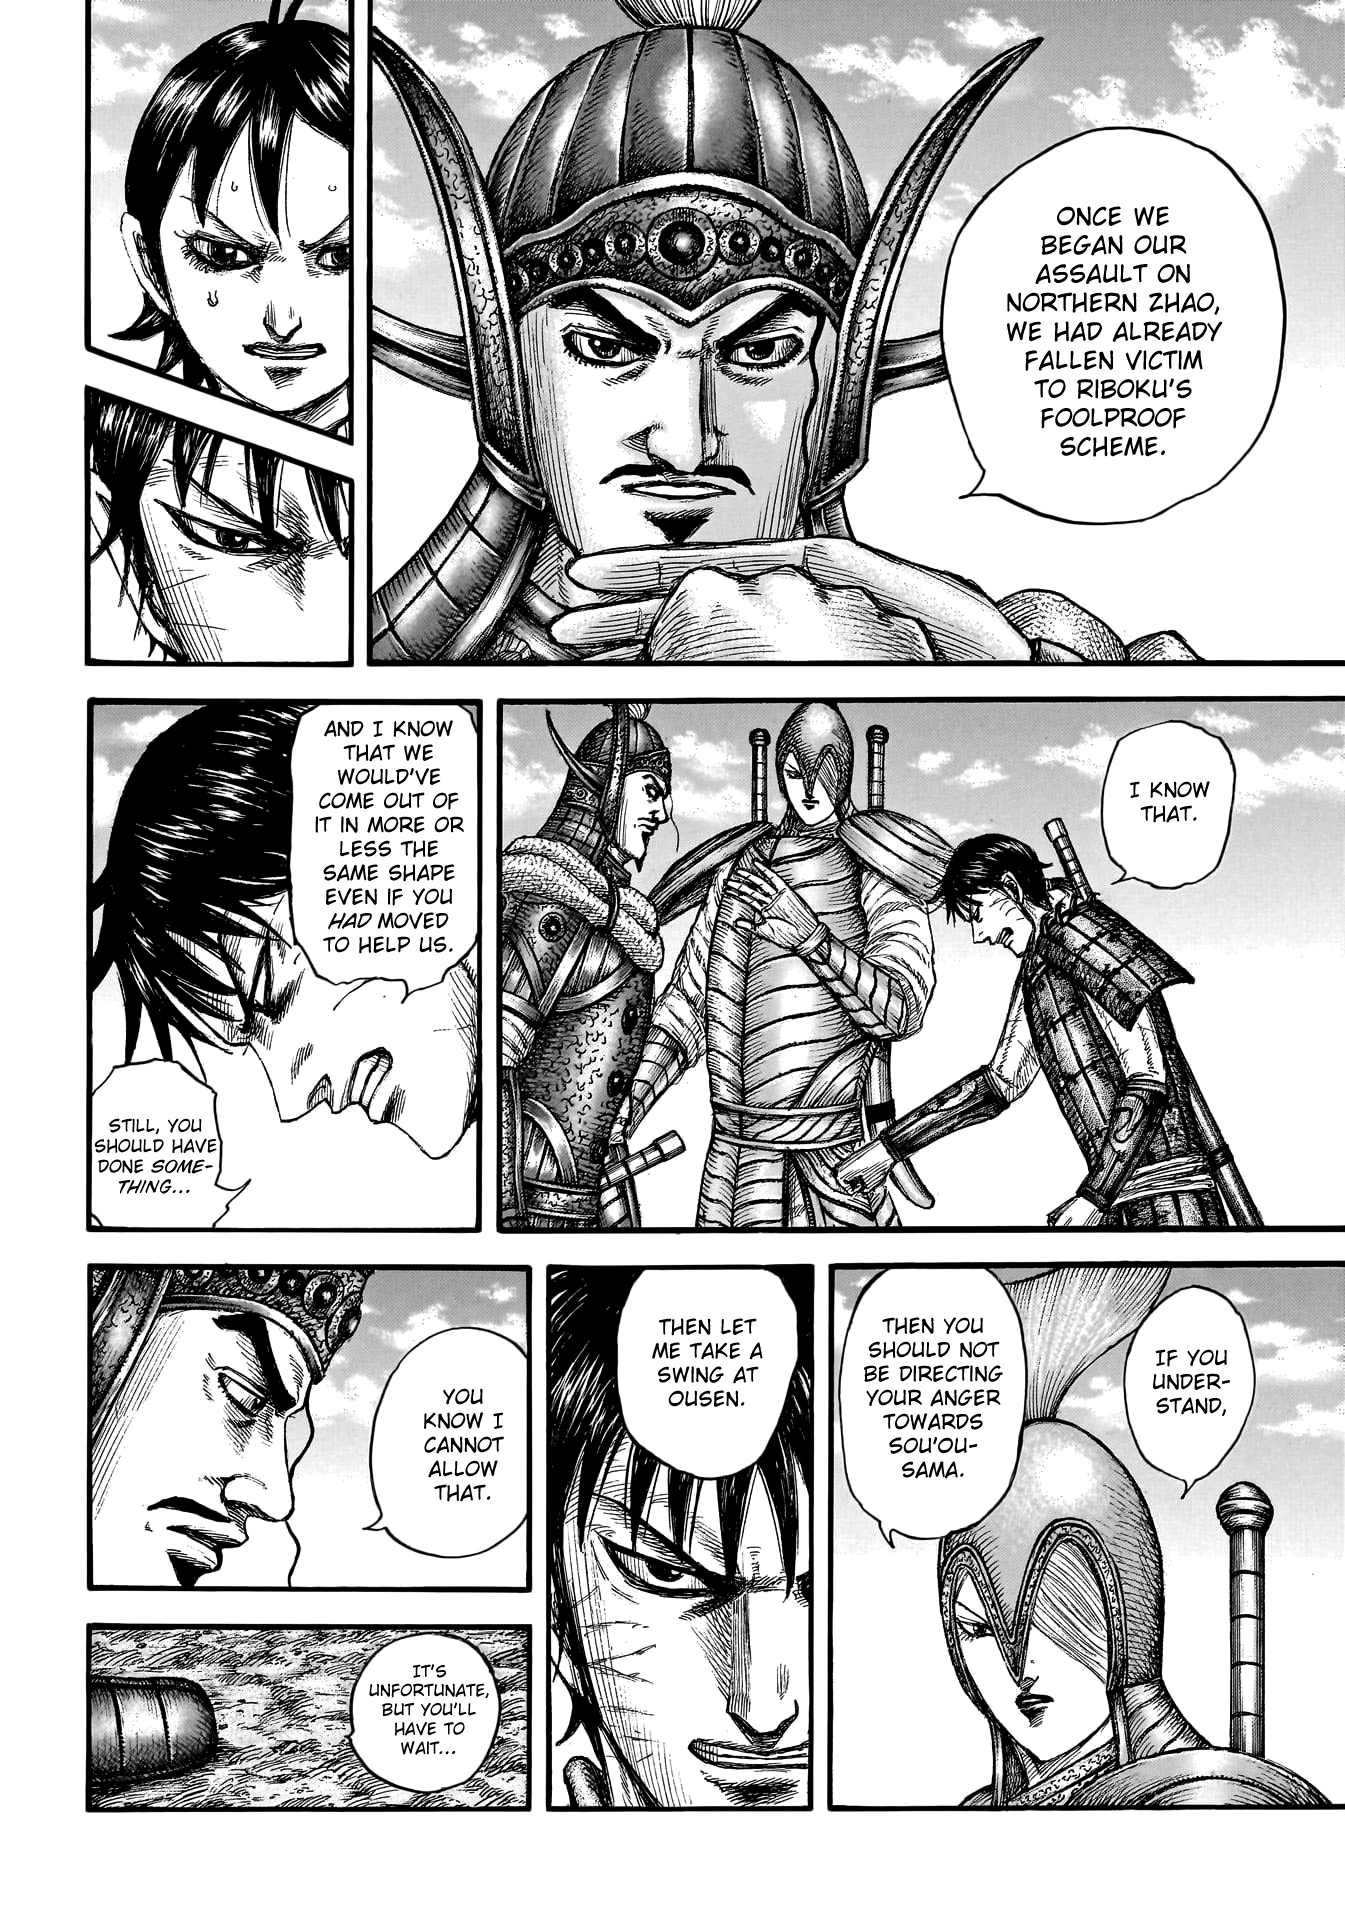 ONCE WE
BEGAN OUR
ASSAULT ON
NORTHERN ZHAO,
WE HAD ALREADY
FALLEN VICTIM
TO RIBOKU'S
FOOLPROOF
SCHEME.
I KNOW
THAT.
AND I KNOW
THAT WE
WOULD'VE
COME OUT OF
IT IN MORE OR
LESS THE
SAME SHAPE
EVEN IF YOU
HAD MOVED
TO HELP US.
STILL, YOU
SHOULD HAVE
DONE SOME-
THING...
IF YOU
UNDER-
STAND,
THEN YOU
SHOULD NOT
BE DIRECTING
YOUR ANGER
TOWARDS
SOU'OU-
SAMA.
THEN LET
ME TAKE A
SWING AT
OUSEN.
YOU
KNOW I
CANNOT
ALLOW
THAT.
IT'S
UNFORTUNATE,
BUT YOU'LL
HAVE TO
WAIT...